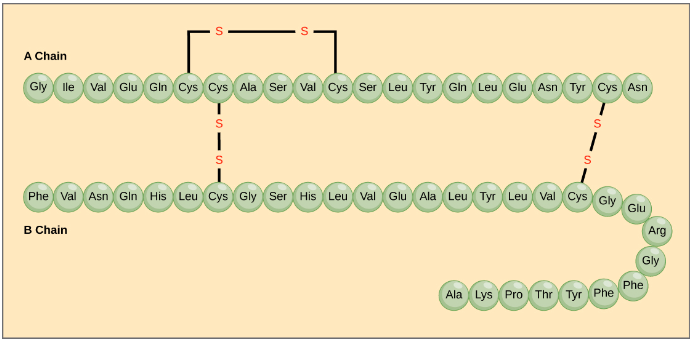 S S
A Chain
Gly Ile Val Glu Gln Cys Cys Ala Ser Val Cys Ser Leu Tyr Gln Leu Glu Asn Tyr Cys Asn
S S
S S
Phe Val Asn Gln His Leu Cys Gly Ser His Leu Val Glu Ala Leu Tyr Leu Val Cys Gly Glu
B Chain
Arg
Gly
Phe
Ala Lys Pro Thr Tyr Phe